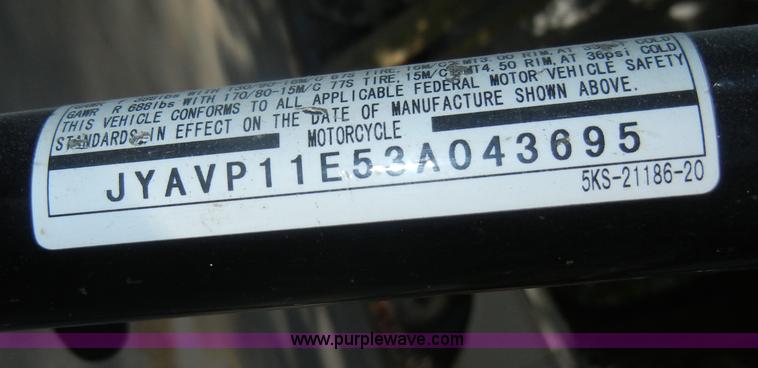 R 688lbs WITH 170/80-15M/C 77S TIRE, 15M/C MT4.50 RIM, AT 36psi COLD
THIS VEHICLE CONFORMS TO ALL APPLICABLE FEDERAL MOTOR VEHICLE SAFETY
STANDARDS IN EFFECT ON THE DATE OF MANUFACTURE SHOWN ABOVE.
MOTORCYCLE
JYAVP11E53A043695
5KS-21186-20
www.purplewave.com